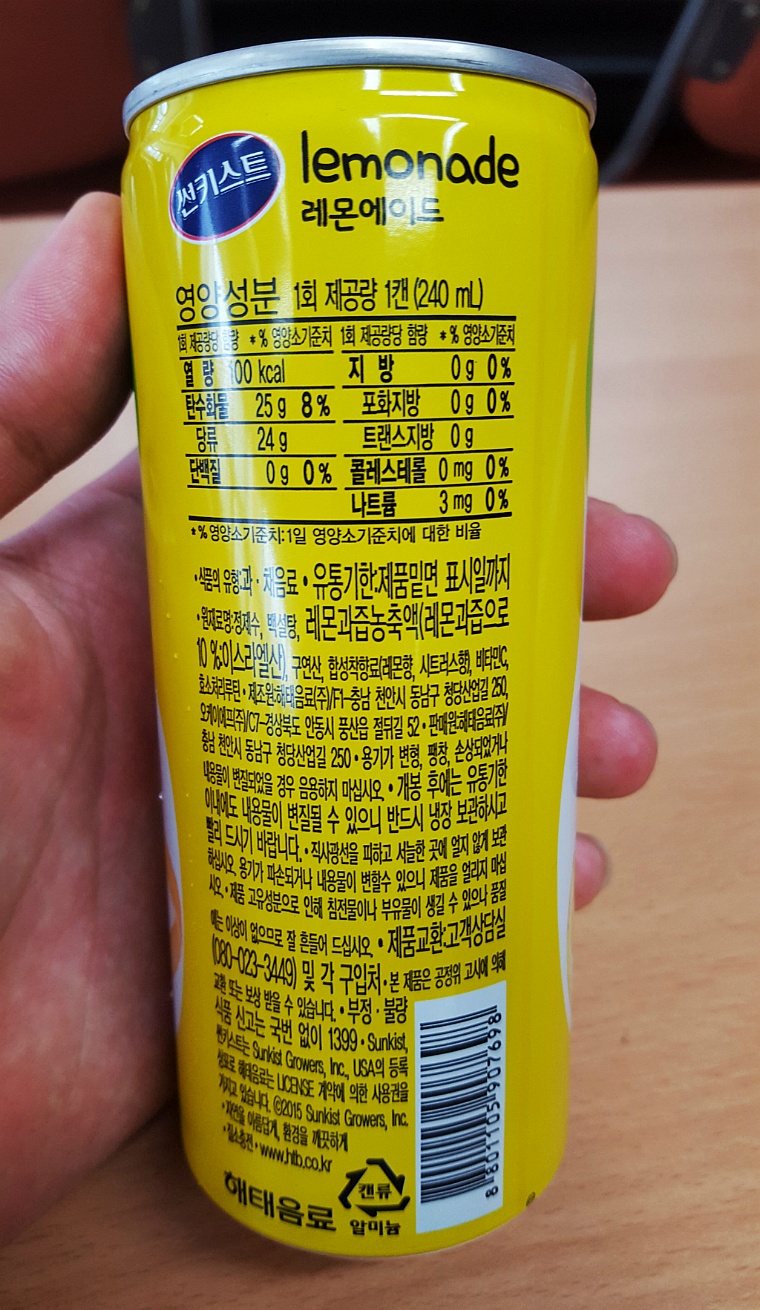 썬키스트
lemonade
레몬에이드
영양성분 1회 제공량 1캔 (240 mL)
1회 제공량당 함량 *% 영양소기준치 1회 제공량당 함량 *% 영양소기준치
열 량 100 kcal 지 방 0 g 0 %
탄수화물 25 g 8 % 포화지방 0 g 0 %
당류 24 g 트랜스지방 0 g
단백질 0 g 0 % 콜레스테롤 0 mg 0 %
나트륨 3 mg 0 %
*% 영양소기준치:1일 영양소기준치에 대한 비율
•식품의 유형:과·채음료 •유통기한:제품밑면 표시일까지
•원재료명:정제수, 백설탕, 레몬과즙농축액(레몬과즙으로
10 %:이스라엘산), 구연산, 합성착향료(레몬향, 시트러스향), 비타민C,
효소처리루틴 •제조원:해태음료(주)/F1-충남 천안시 동남구 청당산업길 250,
오케이에프(주)/C7-경상북도 안동시 풍산읍 절뒤길 52 •판매원:해태음료(주)/
충남 천안시 동남구 청당산업길 250 •용기가 변형, 팽창, 손상되었거나
내용물이 변질되었을 경우 음용하지 마십시오. •개봉 후에는 유통기한
이내에도 내용물이 변질될 수 있으니 반드시 냉장 보관하시고
빨리 드시기 바랍니다. •직사광선을 피하고 서늘한 곳에 얼지 않게 보관
하십시오. 용기가 파손되거나 내용물이 변할수 있으니 제품을 얼리지 마십
시오. •제품 고유성분으로 인해 침전물이나 부유물이 생길 수 있으나 품질
에는 이상이 없으므로 잘 흔들어 드십시오. •제품교환:고객상담실
(080-023-3449) 및 각 구입처 •본 제품은 공정위 고시에 의해
교환 또는 보상 받을 수 있습니다. •부정·불량
식품 신고는 국번 없이 1399 •Sunkist,
썬키스트는 Sunkist Growers, Inc., USA의 등록
상표로 해태음료는 LICENSE 계약에 의한 사용권을
가지고 있습니다. ©2015 Sunkist Growers, Inc.
•자연을 아름답게, 환경을 깨끗하게
•질소충전 •www.htb.co.kr
해태음료
캔류
알미늄
8 801105 907698